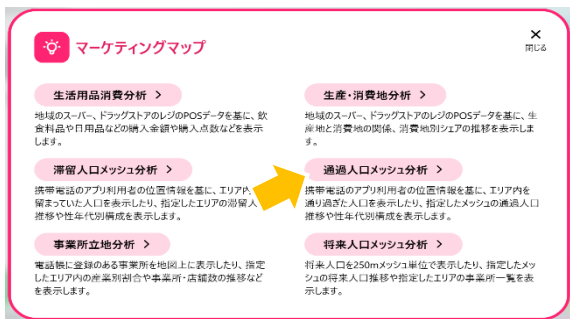 マーケティングマップ
閉じる
生活用品消費分析 >
地域のスーパー、ドラッグストアのレジのPOSデータを基に、飲
食料品や日用品などの購入金額や購入点数などを表示
します。
生産・消費地分析 >
地域のスーパー、ドラッグストアのレジのPOSデータを基に、生
産地と消費地の関係、消費地別シェアの推移を表示しま
す。
滞留人口メッシュ分析 >
携帯電話のアプリ利用者の位置情報を基に、エリア内
留まっていた人口を表示したり、指定したエリアの滞留人
推移や性年代別構成を表示します。
通過人口メッシュ分析 >
携帯電話のアプリ利用者の位置情報を基に、エリア内を
通り過ぎた人口を表示したり、指定したメッシュの通過人口
推移や性年代別構成を表示します。
事業所立地分析 >
電話帳に登録のある事業所を地図上に表示したり、指定
したエリア内の産業別割合や事業所・店舗数の推移など
を表示します。
将来人口メッシュ分析 >
将来人口を250mメッシュ単位で表示したり、指定したメッ
シュの将来人口推移や指定したエリアの事業所一覧を表
示します。